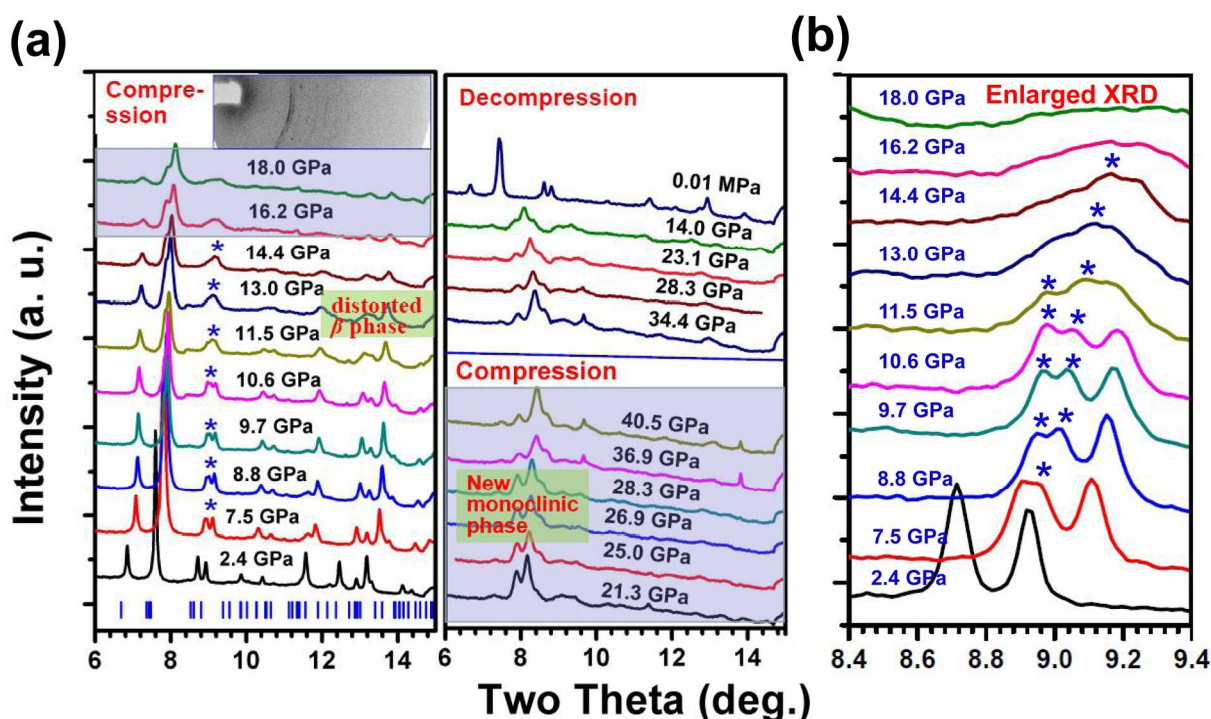 (a)
Compre-
ssion
18.0 GPa
16.2 GPa
14.4 GPa
*
13.0 GPa
*
distorted
β phase
11.5 GPa
*
10.6 GPa
*
9.7 GPa
*
8.8 GPa
*
7.5 GPa
*
2.4 GPa
6 8 10 12 14
Decompression
0.01 MPa
14.0 GPa
23.1 GPa
28.3 GPa
34.4 GPa
Compression
40.5 GPa
36.9 GPa
28.3 GPa
New
monoclinic
phase
26.9 GPa
25.0 GPa
21.3 GPa
6 8 10 12 14
Intensity (a. u.)
Two Theta (deg.)
(b)
Enlarged XRD
18.0 GPa
16.2 GPa
*
14.4 GPa
*
13.0 GPa
* *
11.5 GPa
* *
10.6 GPa
* *
9.7 GPa
* *
8.8 GPa
*
7.5 GPa
2.4 GPa
8.4 8.6 8.8 9.0 9.2 9.4